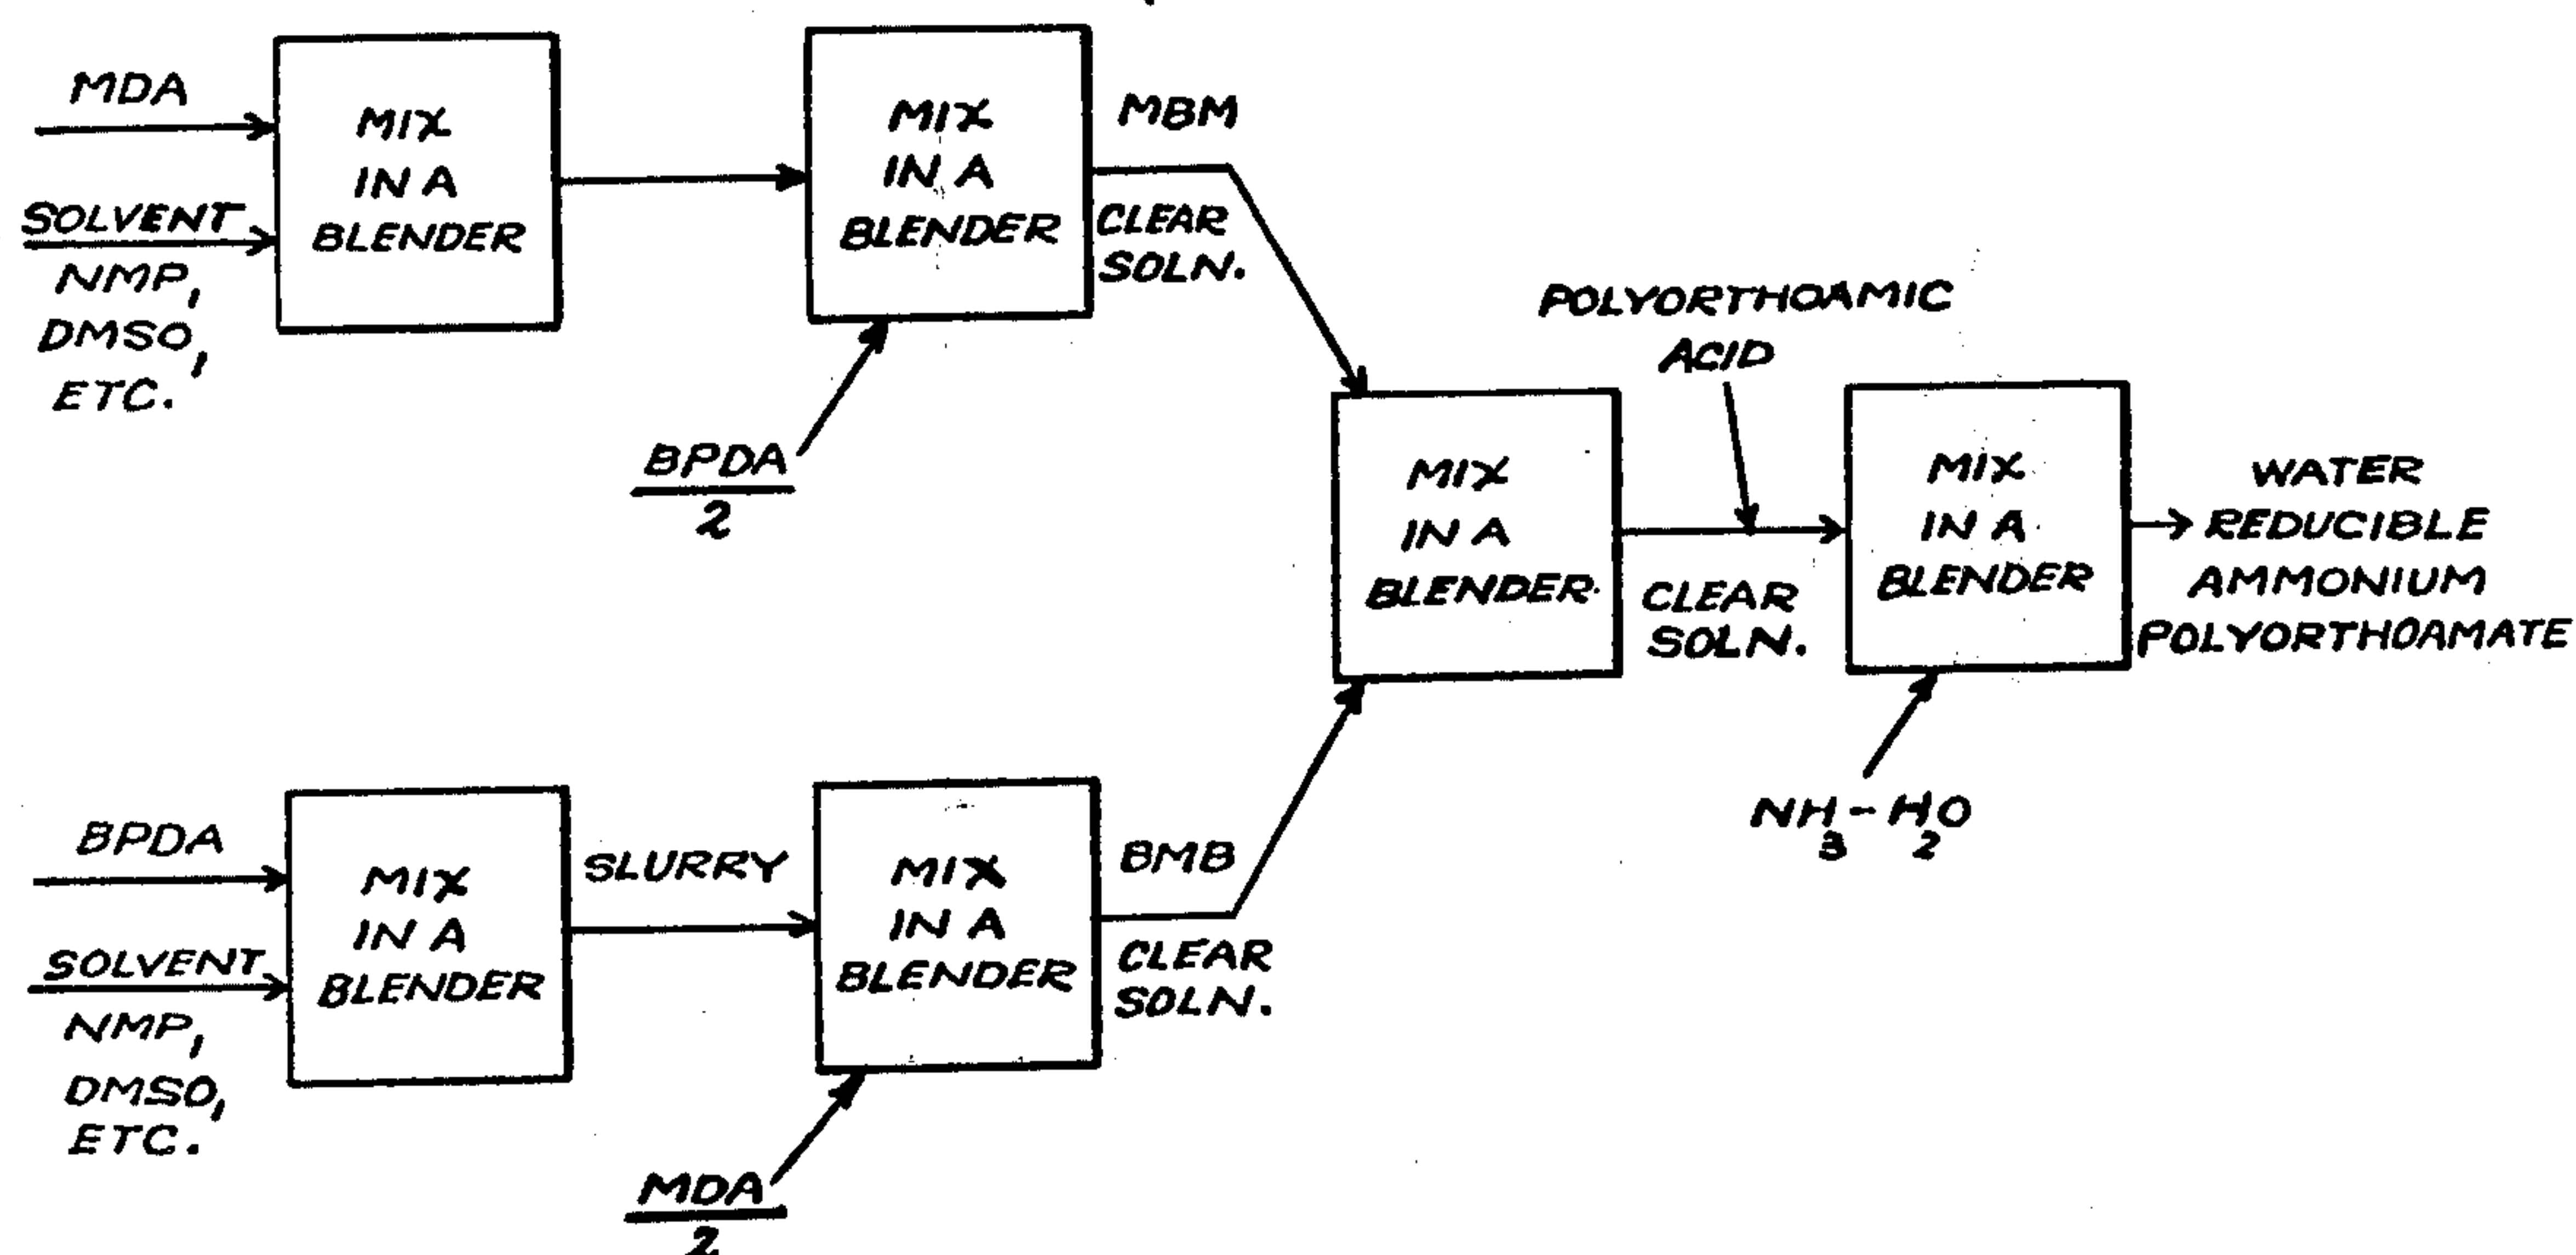 MDA
SOLVENT
NMP,
DMSO,
ETC.
MIX
IN A
BLENDER
MIX
IN A
BLENDER
BPDA
2
MBM
CLEAR
SOLN.
BPDA
SOLVENT
NMP,
DMSO,
ETC.
MIX
IN A
BLENDER
SLURRY
MIX
IN A
BLENDER
MDA
2
BMB
CLEAR
SOLN.
MIX
IN A
BLENDER
POLYORTHOAMIC
ACID
CLEAR
SOLN.
MIX
IN A
BLENDER
NH3-H2O
WATER
REDUCIBLE
AMMONIUM
POLYORTHOAMATE